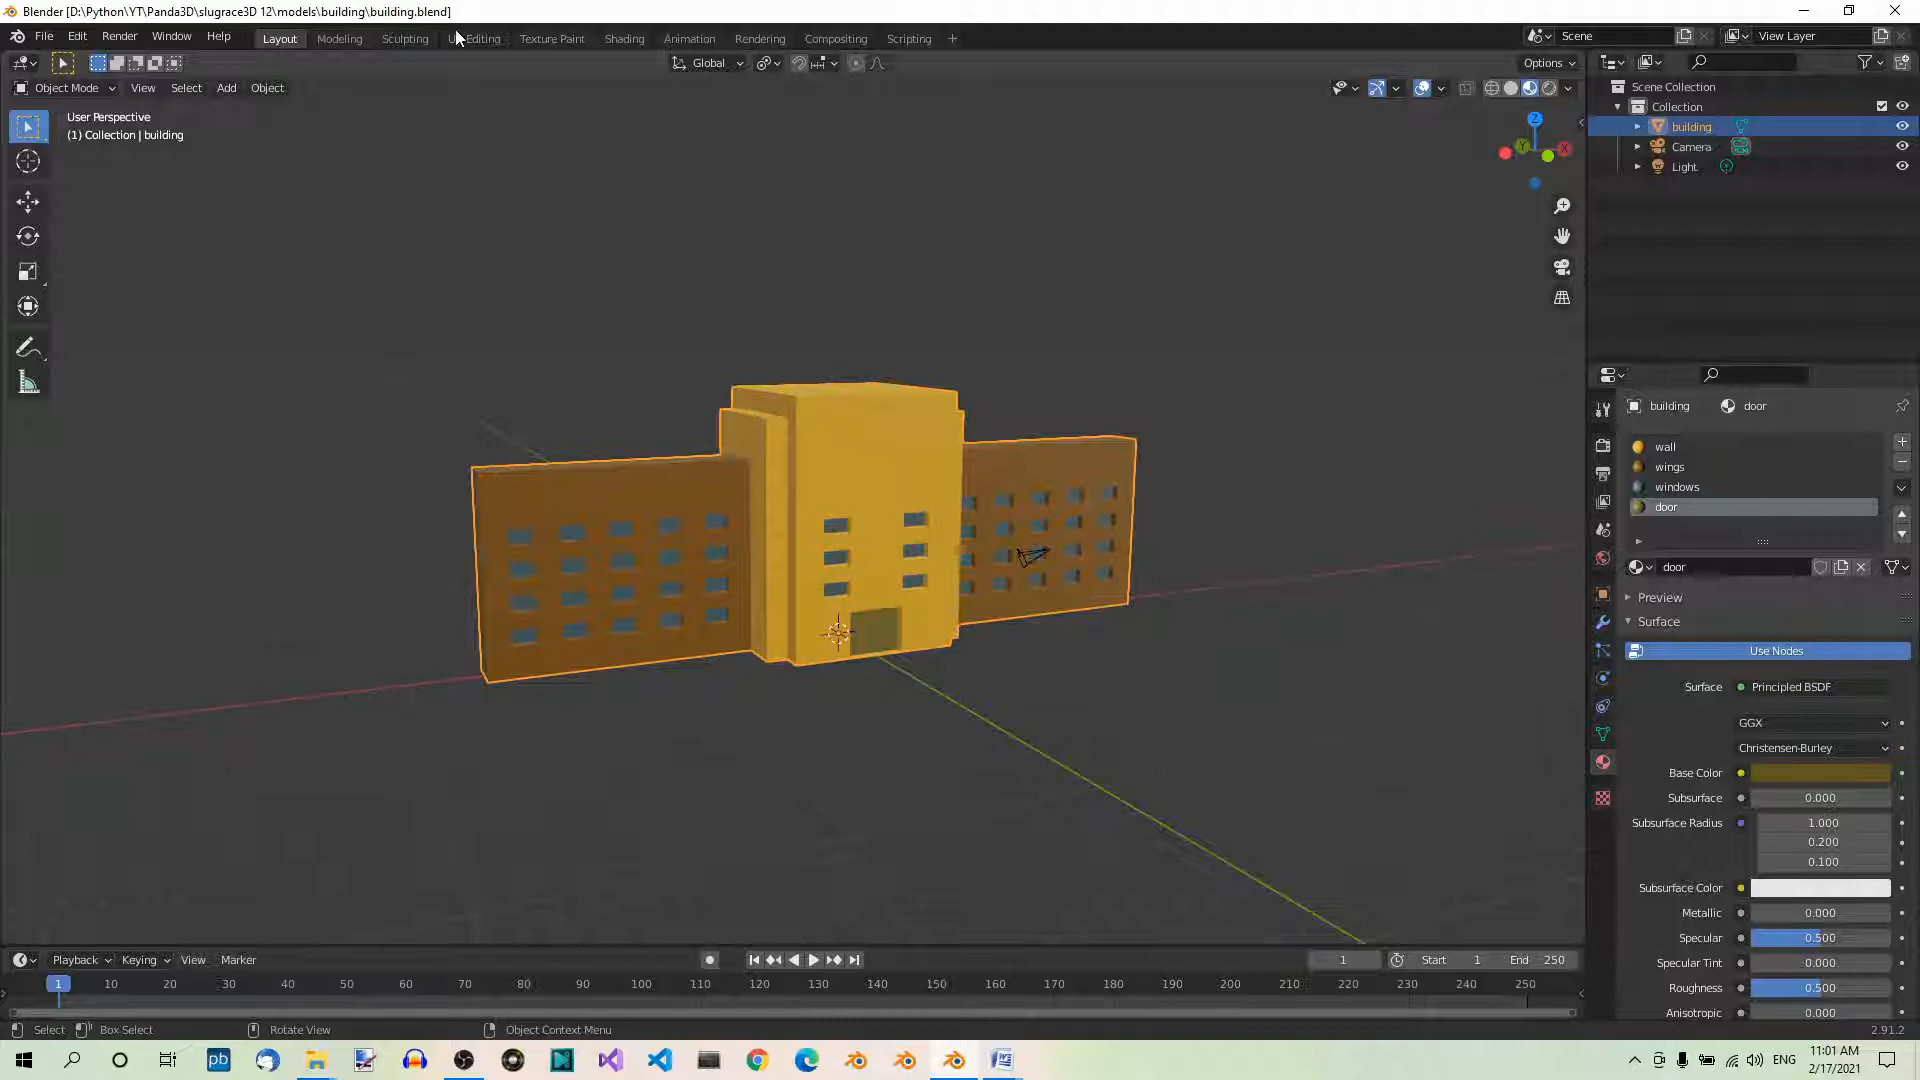 Blender [D:\Python\YT\Panda3D\slugrace3D 12\models\building\building.blend]
File Edit Render Window Help
Layout Modeling Sculpting Editing Texture Paint Shading Animation Rendering Compositing Scripting +
Scene
View Layer
Global
Options
Object Mode View Select Add Object
User Perspective
(1) Collection | building
Z
Y
X
Scene Collection
Collection
building
Camera
Light
building
door
wall
wings
windows
door
door
Preview
Surface
Use Nodes
Surface Principled BSDF
GGX
Christensen-Burley
Base Color
Subsurface 0.000
Subsurface Radius 1.000
0.200
0.100
Subsurface Color
Metallic 0.000
Specular 0.500
Specular Tint 0.000
Roughness 0.500
Anisotropic 0.000
Playback Keying View Marker
1
Start 1
End 250
1 10 20 30 40 50 60 70 80 90 100 110 120 130 140 150 160 170 180 190 200 210 220 230 240 250
Select
Box Select
Rotate View
Object Context Menu
2.91.2
pb
ENG
11:01 AM
2/17/2021